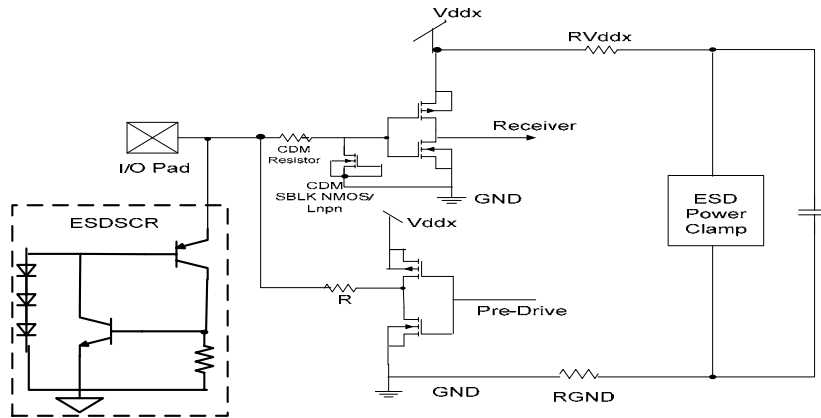 Vddx
RVddx
Receiver
I/O Pad
CDM
Resistor
CDM
SBLK NMOS/
Lnpn
GND
ESD
Power
Clamp
ESDSCR
Vddx
R
Pre-Drive
GND
RGND